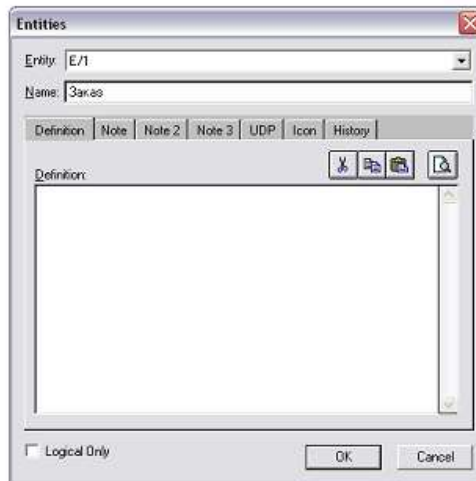 Entities
Entity: E/1
Name: Заказ
Definition Note Note 2 Note 3 UDP Icon History
Definition:
Logical Only
OK Cancel